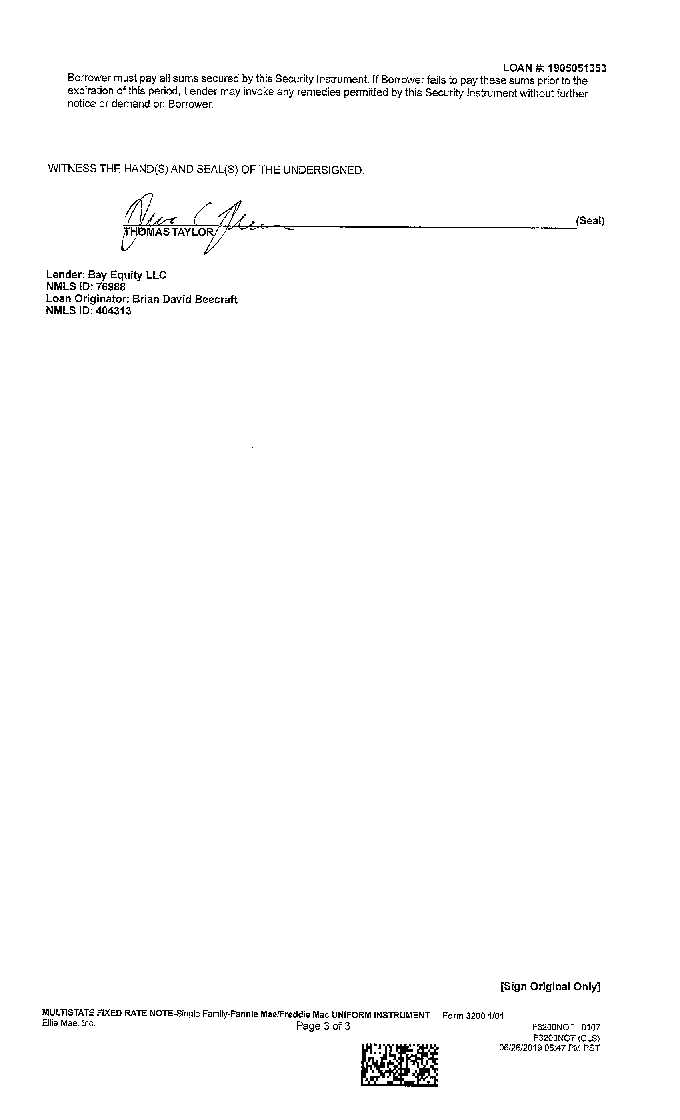 LOAN #: 1905051353
Borrower must pay all sums secured by this Security Instrument. If Borrower fails to pay these sums prior to the
expiration of this period, Lender may invoke any remedies permitted by this Security Instrument without further
notice or demand on Borrower.
WITNESS THE HAND(S) AND SEAL(S) OF THE UNDERSIGNED.
(Seal)
THOMAS TAYLOR
Lender: Bay Equity LLC
NMLS ID: 76988
Loan Originator: Brian David Beecraft
NMLS ID: 404313
[Sign Original Only]
MULTISTATE FIXED RATE NOTE-Single Family-Fannie Mae/Freddie Mac UNIFORM INSTRUMENT Form 3200 1/01
Ellie Mae, Inc.
Page 3 of 3
F3200NOT 0107
F3200NOT (CLS)
06/26/2019 05:47 PM PST